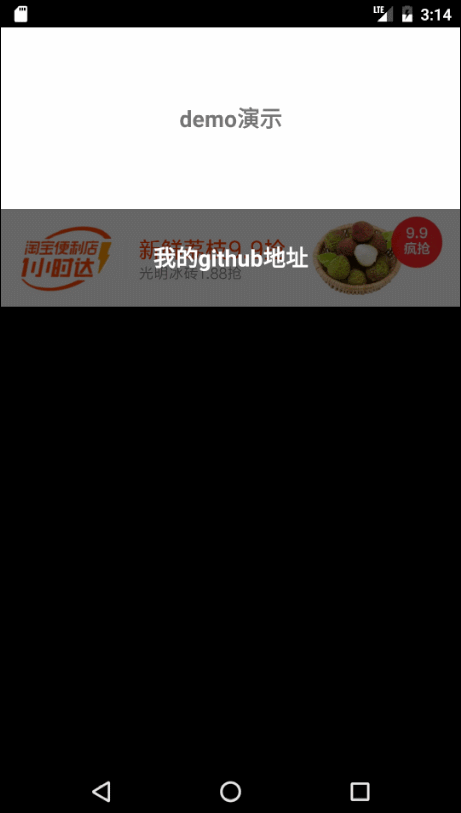 LTE 3:14
demo演示
淘宝便利店
1小时达
新鲜荔枝9.9抢
光明冰砖1.88抢
我的github地址
9.9
疯抢